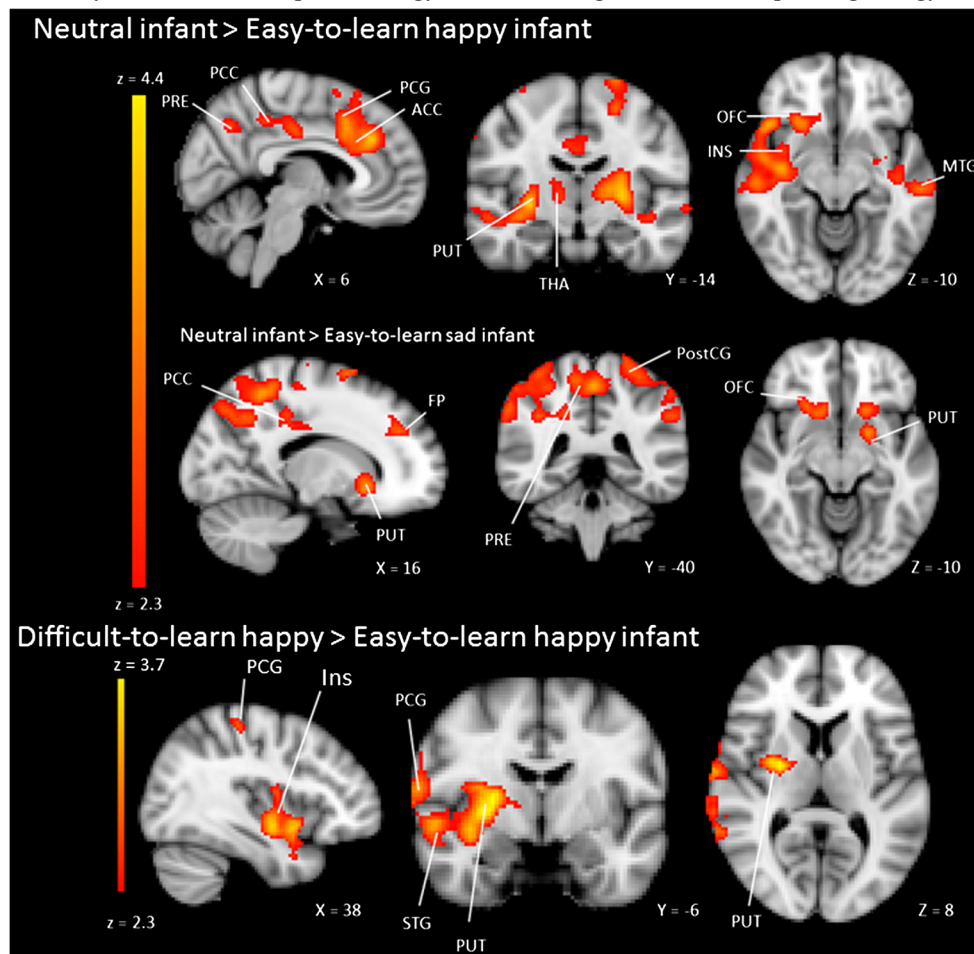 Neutral infant > Easy-to-learn happy infant
z = 4.4
PCC
PCG
PRE
ACC
OFC
INS
MTG
PUT
X = 6
THA
Y = -14
Z = -10
Neutral infant > Easy-to-learn sad infant
PCC
FP
PostCG
OFC
PUT
PUT
PRE
X = 16
Y = -40
Z = -10
z = 2.3
Difficult-to-learn happy > Easy-to-learn happy infant
z = 3.7
PCG
Ins
PCG
z = 2.3
X = 38
STG
PUT
Y = -6
PUT
Z = 8